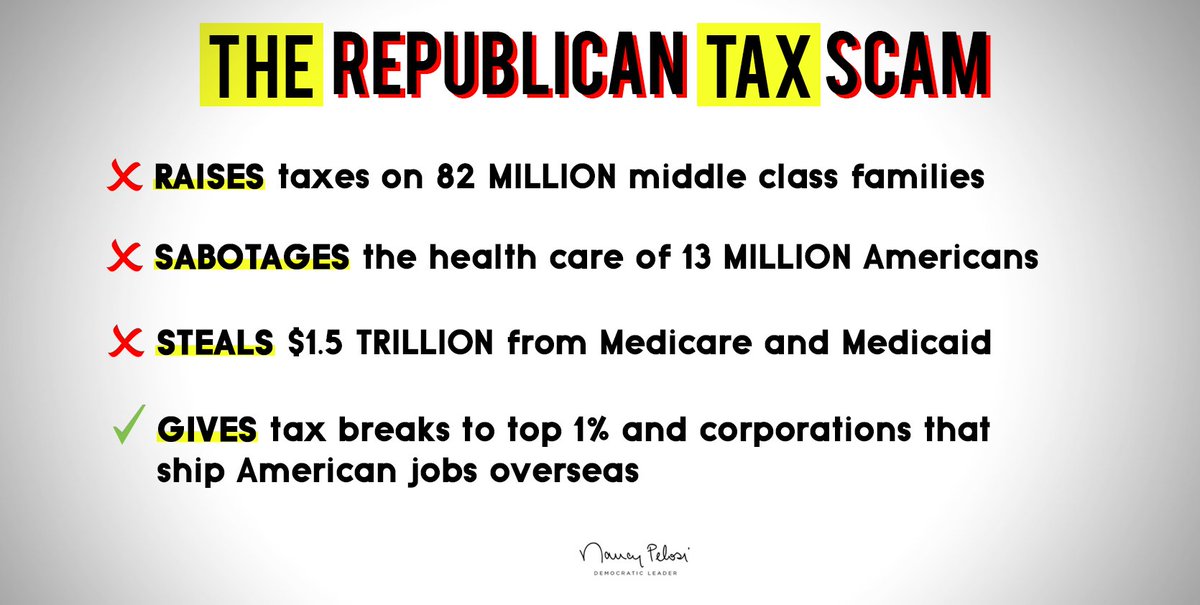 THE REPUBLICAN TAX SCAM
RAISES taxes on 82 MILLION middle class families
SABOTAGES the health care of 13 MILLION Americans
STEALS $1.5 TRILLION from Medicare and Medicaid
GIVES tax breaks to top 1% and corporations that
ship American jobs overseas
Nancy Pelosi
DEMOCRATIC LEADER